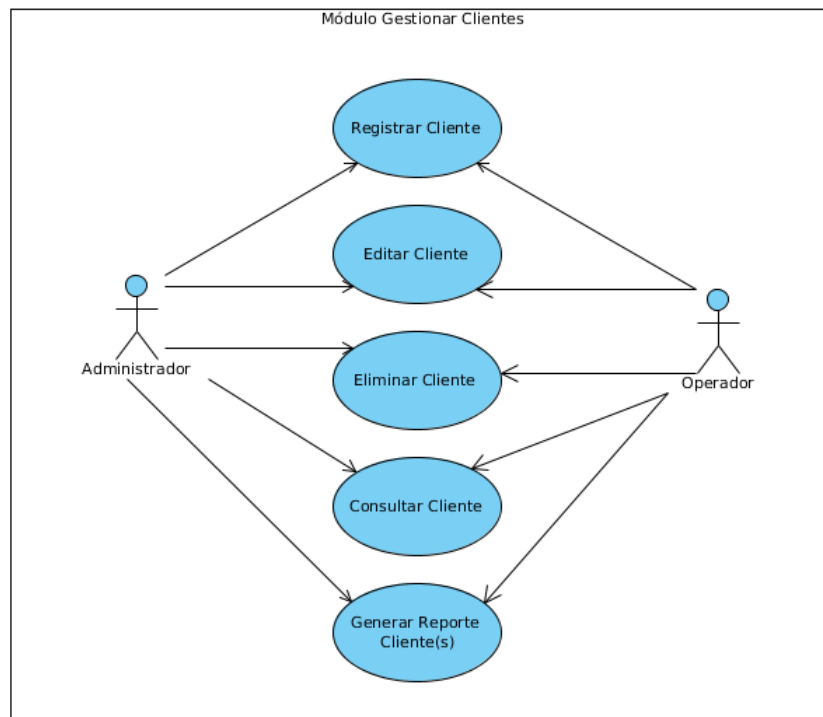 Módulo Gestionar Clientes
Registrar Cliente
Editar Cliente
Administrador
Eliminar Cliente
Operador
Consultar Cliente
Generar Reporte
Cliente(s)